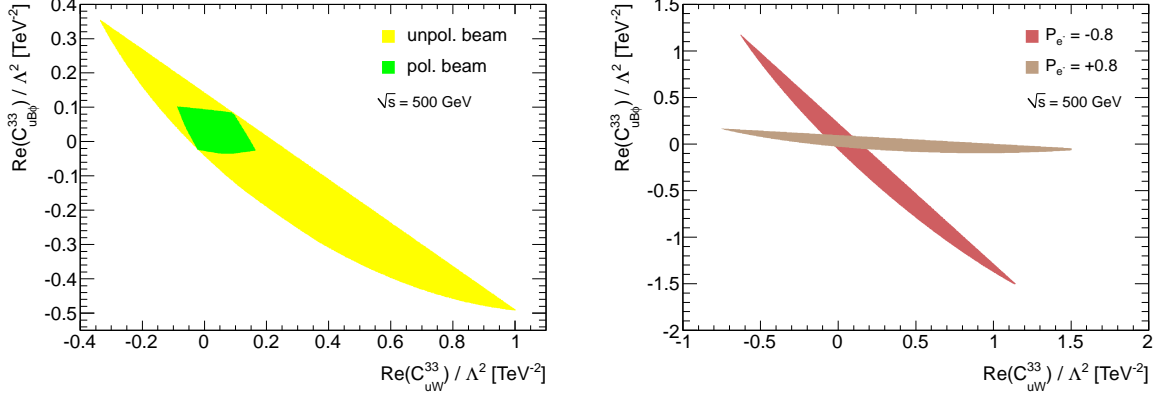 Re(C^33_uBϕ) / Λ^2 [TeV^-2]
0.4
0.3
0.2
0.1
0
-0.1
-0.2
-0.3
-0.4
-0.5
-0.4 -0.2 0 0.2 0.4 0.6 0.8 1
Re(C^33_uW) / Λ^2 [TeV^-2]
unpol. beam
pol. beam
√s = 500 GeV
Re(C^33_uBϕ) / Λ^2 [TeV^-2]
1.5
1
0.5
0
-0.5
-1
-1.5
-2
-1 -0.5 0 0.5 1 1.5 2
Re(C^33_uW) / Λ^2 [TeV^-2]
P_e^- = -0.8
P_e^- = +0.8
√s = 500 GeV